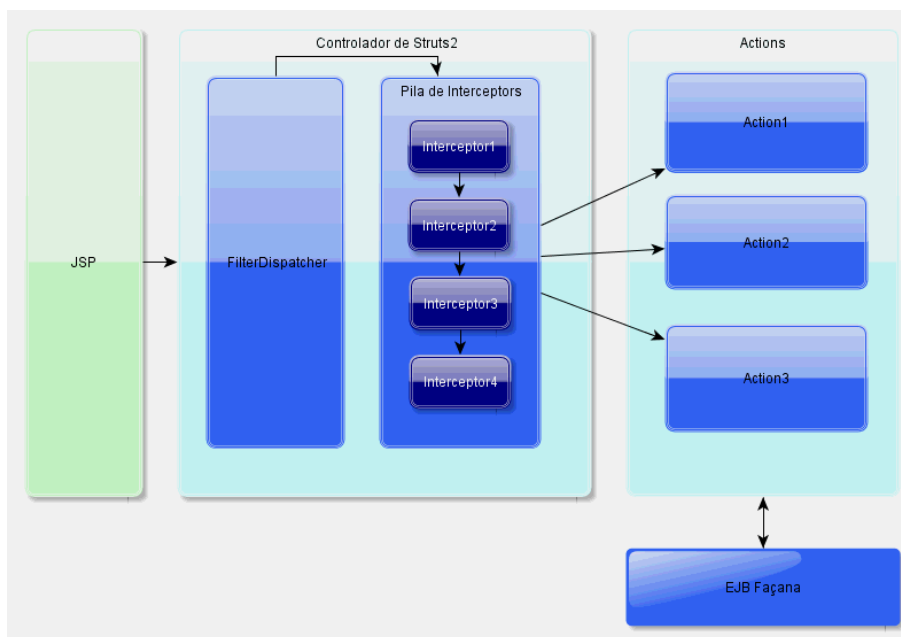 Controlador de Struts2
Actions
Pila de Interceptors
Interceptor1
Interceptor2
Interceptor3
Interceptor4
JSP
FilterDispatcher
Action1
Action2
Action3
EJB Façana